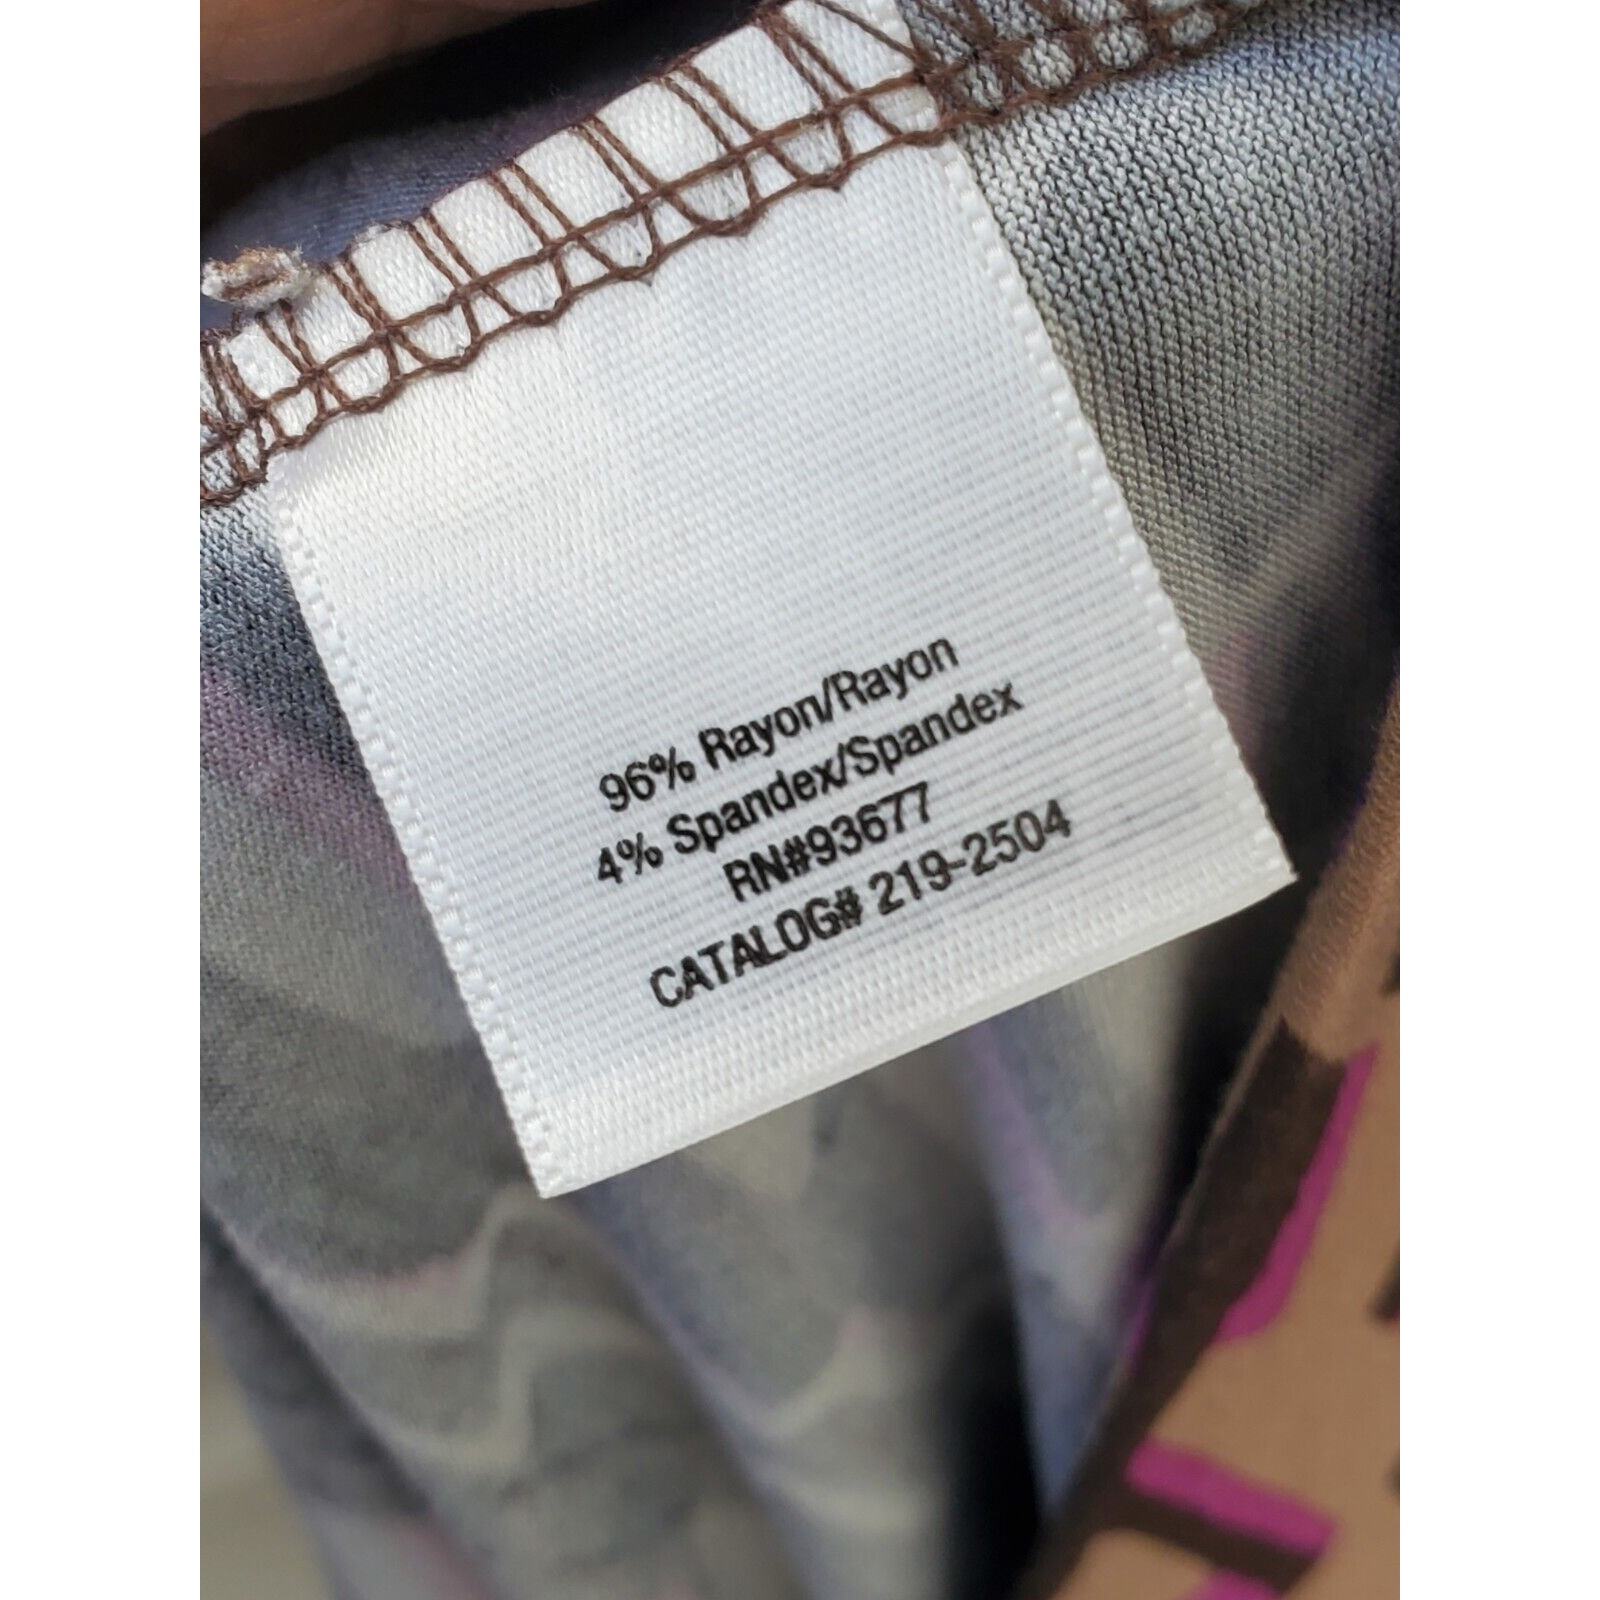 96% Rayon/Rayon
4% Spandex/Spandex
RN#93677
CATALOG# 219-2504